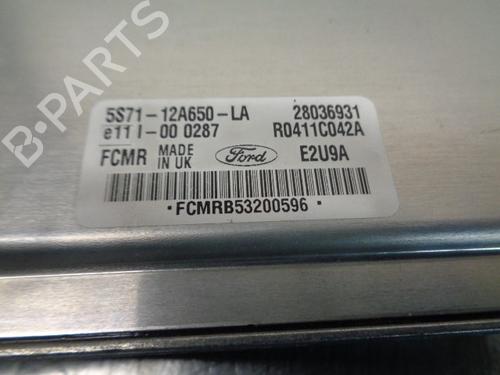 5S71-12A650-LA 28036931
e11 I-00 0287 R0411C042A
FCMR MADE IN UK Ford E2U9A
·FCMRB53200596·
B-PARTS